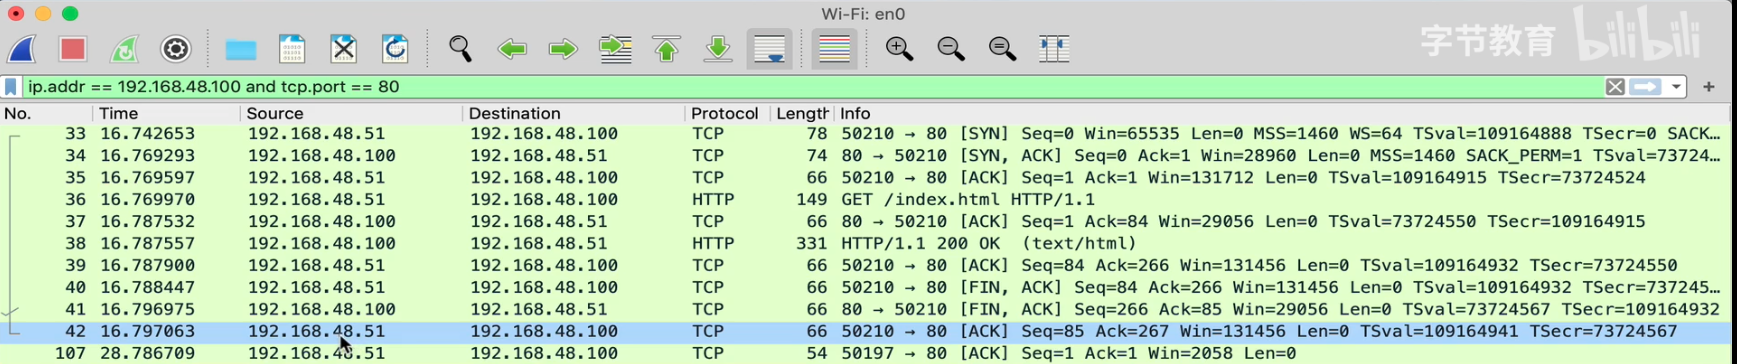 Wi-Fi: en0
字节教育 bilibili
ip.addr == 192.168.48.100 and tcp.port == 80
No. Time Source Destination Protocol Length Info
33 16.742653 192.168.48.51 192.168.48.100 TCP 78 50210 → 80 [SYN] Seq=0 Win=65535 Len=0 MSS=1460 WS=64 TSval=109164888 TSecr=0 SACK…
34 16.769293 192.168.48.100 192.168.48.51 TCP 74 80 → 50210 [SYN, ACK] Seq=0 Ack=1 Win=28960 Len=0 MSS=1460 SACK_PERM=1 TSval=73724…
35 16.769597 192.168.48.51 192.168.48.100 TCP 66 50210 → 80 [ACK] Seq=1 Ack=1 Win=131712 Len=0 TSval=109164915 TSecr=73724524
36 16.769970 192.168.48.51 192.168.48.100 HTTP 149 GET /index.html HTTP/1.1
37 16.787532 192.168.48.100 192.168.48.51 TCP 66 80 → 50210 [ACK] Seq=1 Ack=84 Win=29056 Len=0 TSval=73724550 TSecr=109164915
38 16.787557 192.168.48.100 192.168.48.51 HTTP 331 HTTP/1.1 200 OK (text/html)
39 16.787900 192.168.48.51 192.168.48.100 TCP 66 50210 → 80 [ACK] Seq=84 Ack=266 Win=131456 Len=0 TSval=109164932 TSecr=73724550
40 16.788447 192.168.48.51 192.168.48.100 TCP 66 50210 → 80 [FIN, ACK] Seq=84 Ack=266 Win=131456 Len=0 TSval=109164932 TSecr=737245…
41 16.796975 192.168.48.100 192.168.48.51 TCP 66 80 → 50210 [FIN, ACK] Seq=266 Ack=85 Win=29056 Len=0 TSval=73724567 TSecr=109164932
42 16.797063 192.168.48.51 192.168.48.100 TCP 66 50210 → 80 [ACK] Seq=85 Ack=267 Win=131456 Len=0 TSval=109164941 TSecr=73724567
107 28.786709 192.168.48.51 192.168.48.100 TCP 54 50197 → 80 [ACK] Seq=1 Ack=1 Win=2058 Len=0